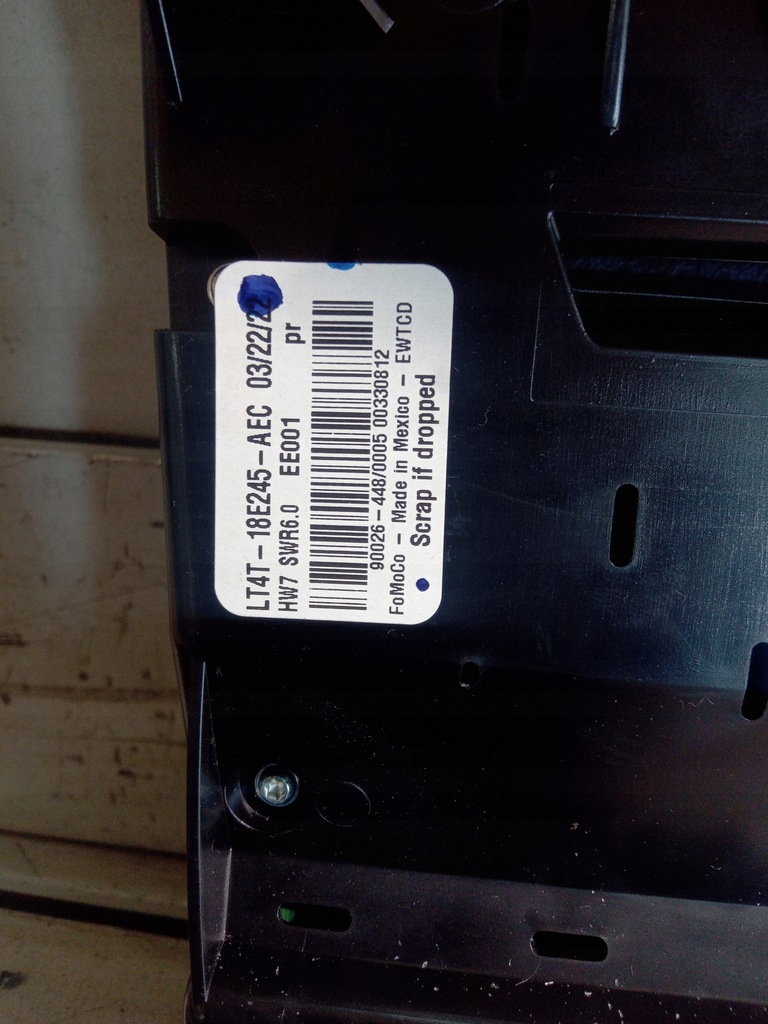 LT4T-18E245-AEC 03/22/22
HW7 SWR6.0 EE001 pr
90026-448/0005 00330812
FoMoCo - Made in Mexico - EWTCD
• Scrap if dropped